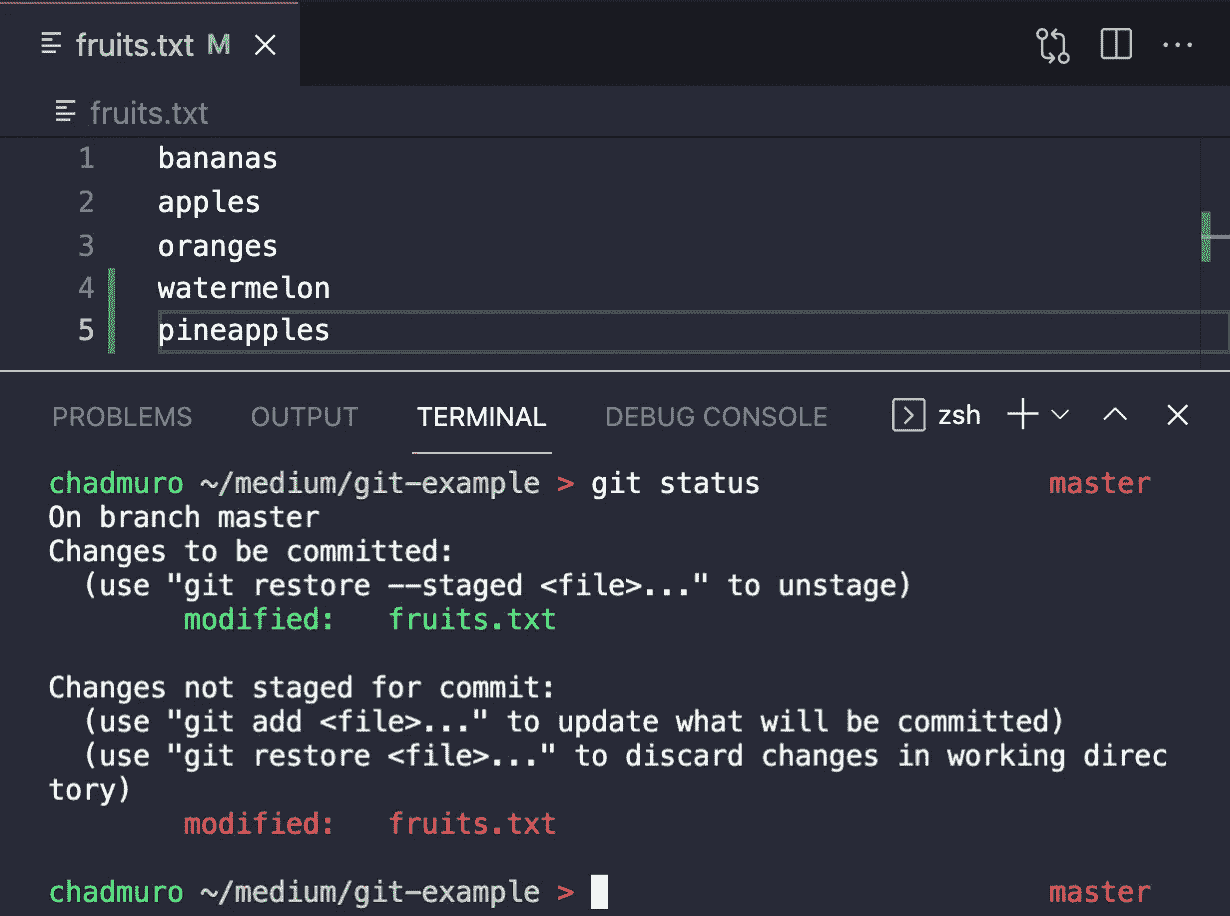 fruits.txt M
fruits.txt
1 bananas
2 apples
3 oranges
4 watermelon
5 pineapples
PROBLEMS OUTPUT TERMINAL DEBUG CONSOLE zsh
chadmuro ~/medium/git-example > git status master
On branch master
Changes to be committed:
  (use "git restore --staged <file>..." to unstage)
        modified:   fruits.txt

Changes not staged for commit:
  (use "git add <file>..." to update what will be committed)
  (use "git restore <file>..." to discard changes in working direc
tory)
        modified:   fruits.txt

chadmuro ~/medium/git-example > master